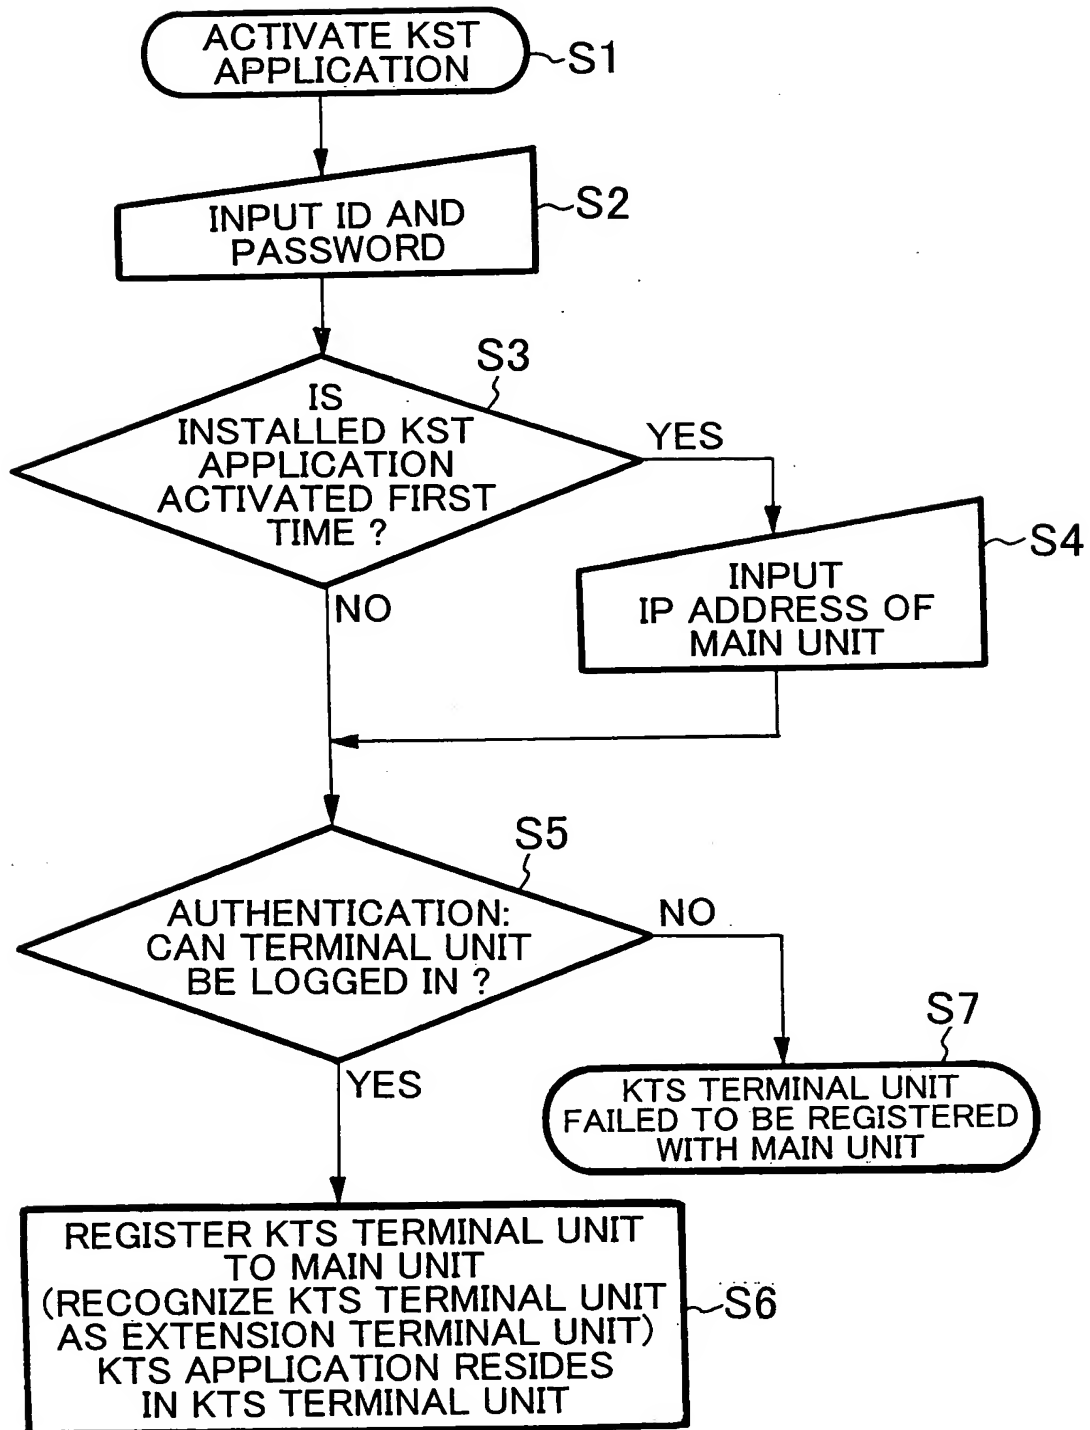 ACTIVATE KST
APPLICATION
S1
INPUT ID AND
PASSWORD
S2
S3
IS
INSTALLED KST
APPLICATION
ACTIVATED FIRST
TIME ?
YES
NO
S4
INPUT
IP ADDRESS OF
MAIN UNIT
S5
AUTHENTICATION:
CAN TERMINAL UNIT
BE LOGGED IN ?
NO
YES
S7
KTS TERMINAL UNIT
FAILED TO BE REGISTERED
WITH MAIN UNIT
REGISTER KTS TERMINAL UNIT
TO MAIN UNIT
(RECOGNIZE KTS TERMINAL UNIT
AS EXTENSION TERMINAL UNIT)
KTS APPLICATION RESIDES
IN KTS TERMINAL UNIT
S6